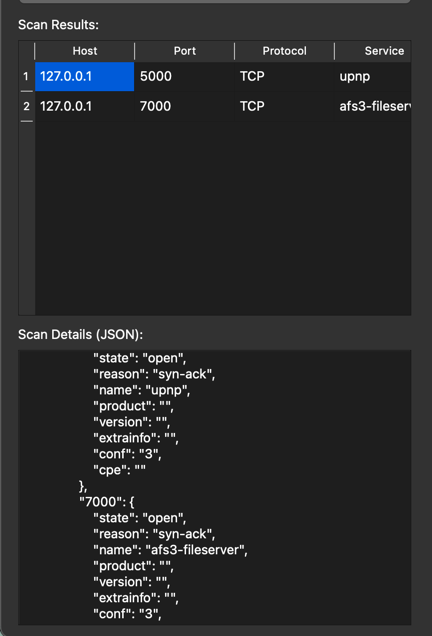 Scan Results:
Host Port Protocol Service
1 127.0.0.1 5000 TCP upnp
2 127.0.0.1 7000 TCP afs3-fileser
Scan Details (JSON):
"state": "open",
"reason": "syn-ack",
"name": "upnp",
"product": "",
"version": "",
"extrainfo": "",
"conf": "3",
"cpe": ""
},
"7000": {
"state": "open",
"reason": "syn-ack",
"name": "afs3-fileserver",
"product": "",
"version": "",
"extrainfo": "",
"conf": "3",